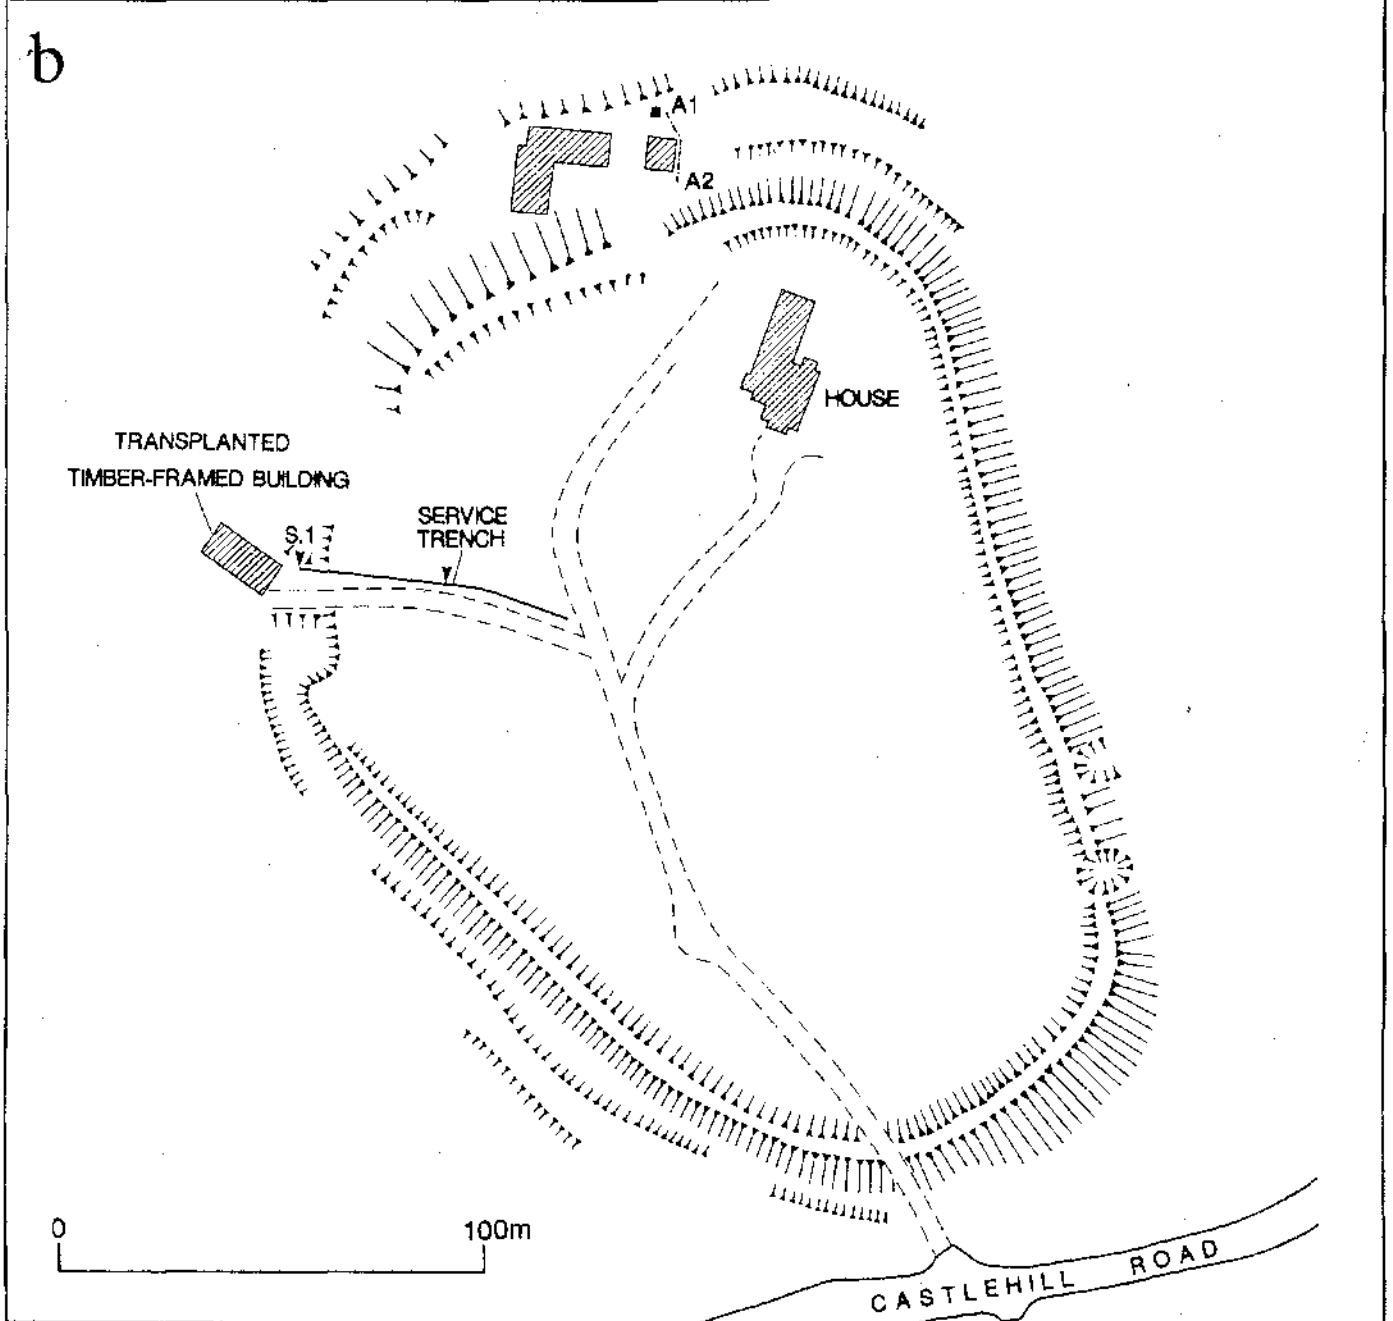 b
A1
A2
HOUSE
TRANSPLANTED
TIMBER-FRAMED BUILDING
S.1
SERVICE
TRENCH
0
100m
CASTLEHILL ROAD